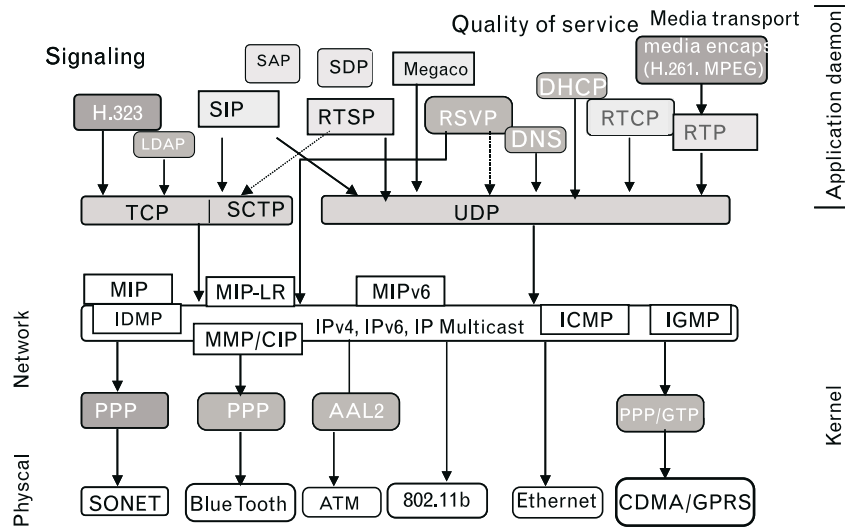 Quality of service
Media transport
Signaling
SAP
SDP
Megaco
media encaps
(H.261. MPEG)
H.323
SIP
RTSP
RSVP
DHCP
RTCP
RTP
LDAP
DNS
TCP
SCTP
UDP
Application daemon
MIP
MIP-LR
MIPv6
IDMP
IPv4, IPv6, IP Multicast
ICMP
IGMP
MMP/CIP
Network
PPP
PPP
AAL2
PPP/GTP
Kernel
Physcal
SONET
Blue Tooth
ATM
802.11b
Ethernet
CDMA/GPRS